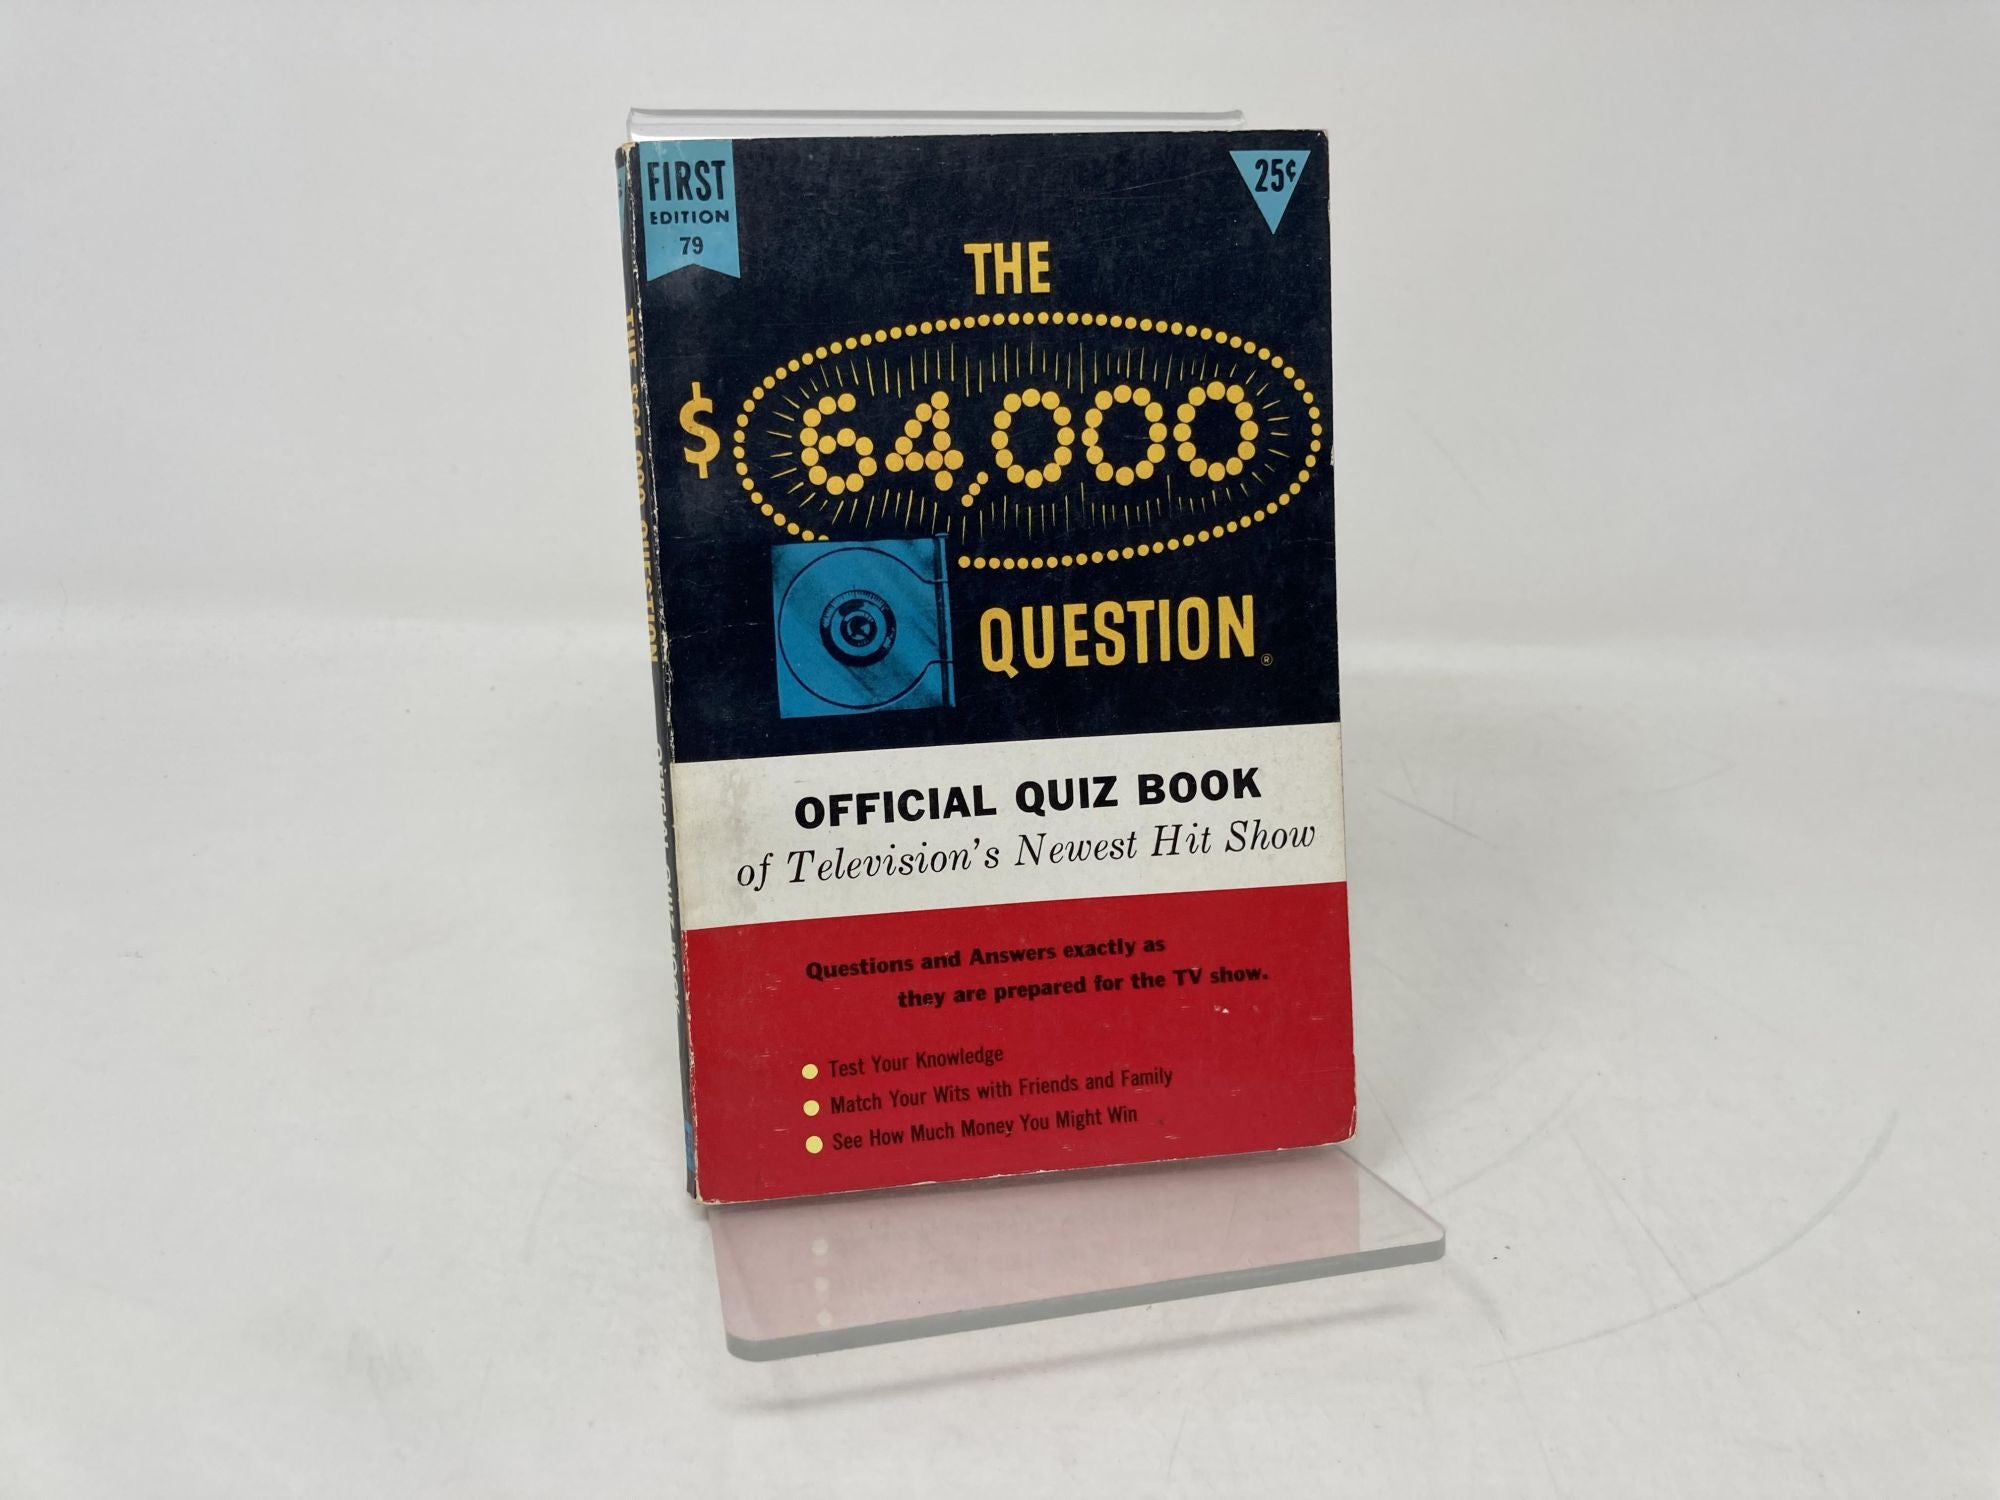 FIRST
EDITION
79
25¢
THE
$64,000
QUESTION®
OFFICIAL QUIZ BOOK
of Television's Newest Hit Show
Questions and Answers exactly as
they are prepared for the TV show.
Test Your Knowledge
Match Your Wits with Friends and Family
See How Much Money You Might Win
THE $64,000 QUESTION
Official Quiz Book